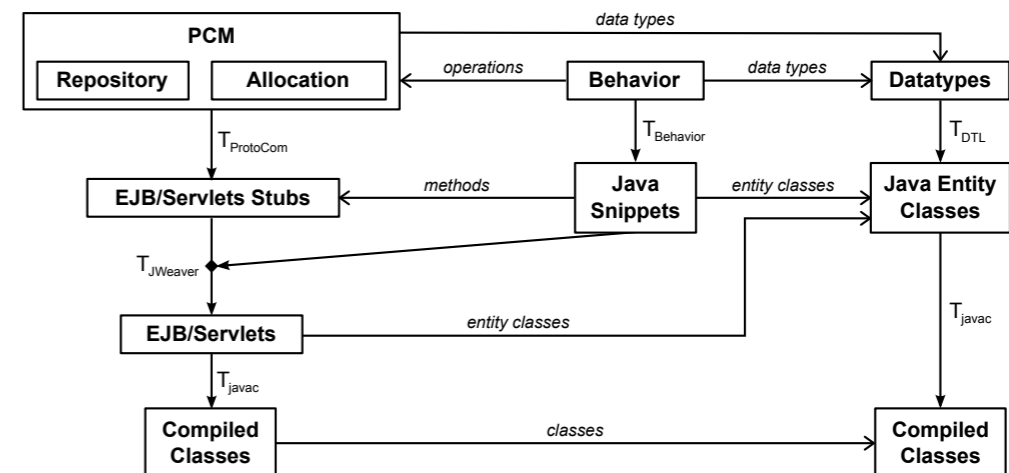 data types
PCM
Repository
Allocation
operations
Behavior
data types
Datatypes
TProtoCom
TBehavior
TDTL
EJB/Servlets Stubs
methods
Java
Snippets
entity classes
Java Entity
Classes
TJWeaver
EJB/Servlets
entity classes
Tjavac
Tjavac
Compiled
Classes
classes
Compiled
Classes